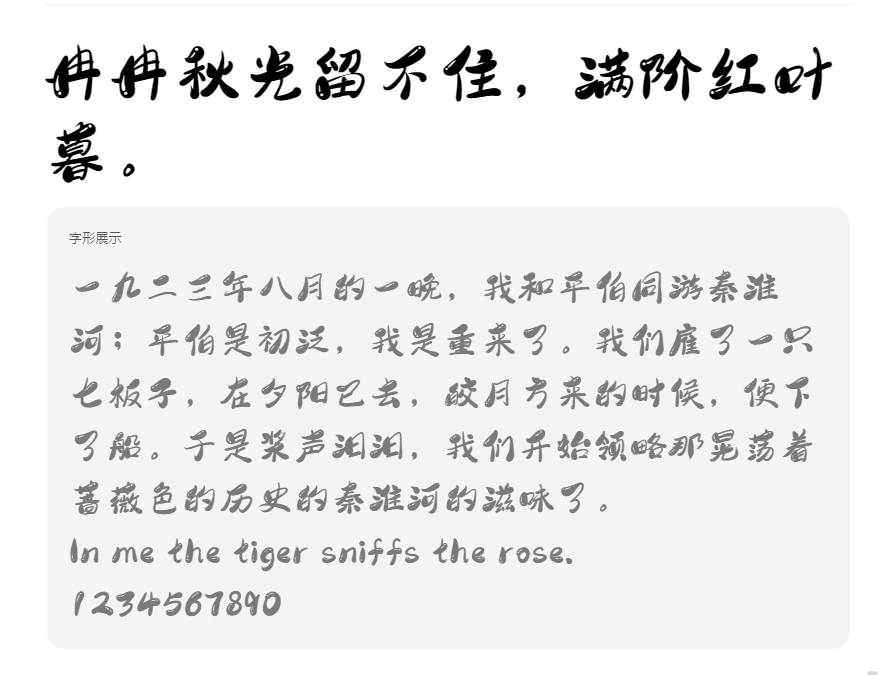 冉冉秋光留不住，满阶红叶
暮。
字形展示
一九二三年八月的一晚，我和平伯同游秦淮
河；平伯是初泛，我是重来了。我们雇了一只
七板子，在夕阳已去，皎月方来的时候，便下
了船。于是桨声汩汩，我们开始领略那晃荡着
蔷薇色的历史的秦淮河的滋味了。
In me the tiger sniffs the rose.
1234567890